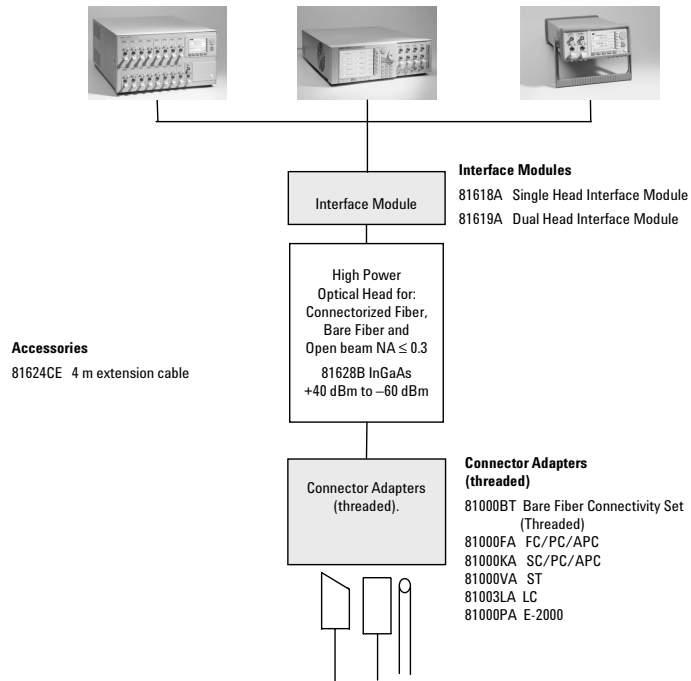 Interface Modules
81618A Single Head Interface Module
81619A Dual Head Interface Module
Interface Module
High Power
Optical Head for:
Connectorized Fiber,
Bare Fiber and
Open beam NA ≤ 0.3
81628B InGaAs
+40 dBm to –60 dBm
Accessories
81624CE 4 m extension cable
Connector Adapters
(threaded).
Connector Adapters
(threaded)
81000BT Bare Fiber Connectivity Set
(Threaded)
81000FA FC/PC/APC
81000KA SC/PC/APC
81000VA ST
81003LA LC
81000PA E-2000